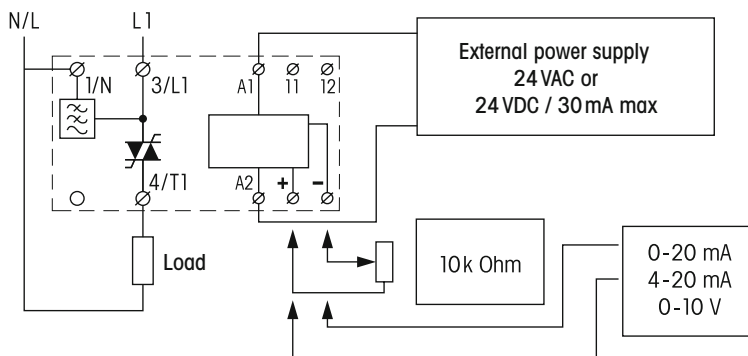 N/L
L1
External power supply
24 VAC or
24 VDC / 30 mA max
1/N
3/L1
A1
11
12
4/T1
A2
+
–
Load
10k Ohm
0-20 mA
4-20 mA
0-10 V